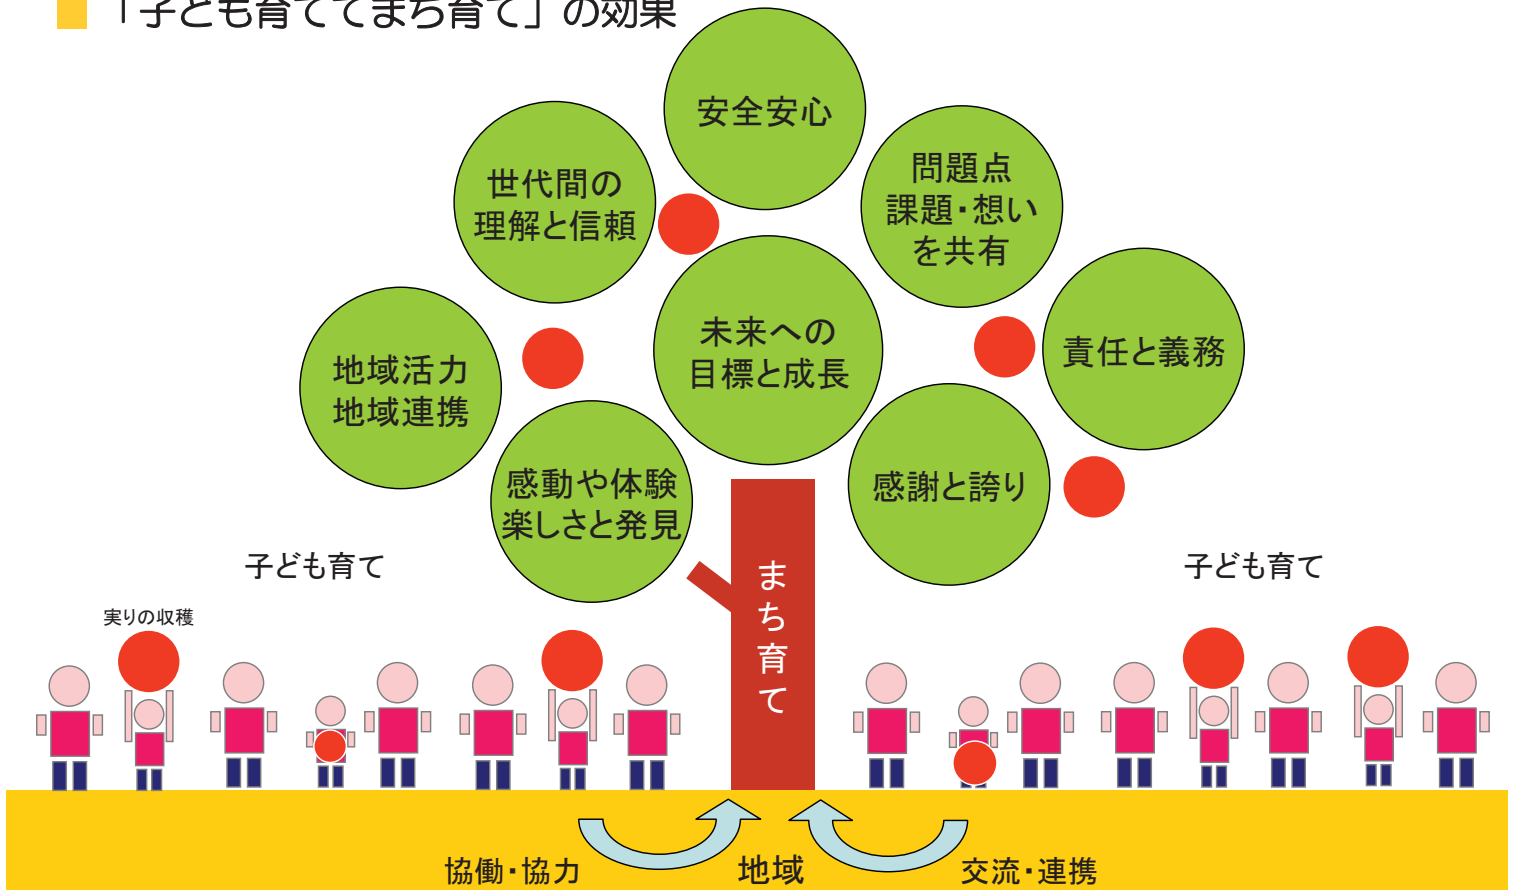 「子ども育ててまち育て」の効果
安全安心
世代間の
理解と信頼
問題点
課題・想い
を共有
未来への
目標と成長
責任と義務
地域活力
地域連携
感動や体験
楽しさと発見
感謝と誇り
子ども育て
子ども育て
実りの収穫
まち育て
協働・協力
地域
交流・連携